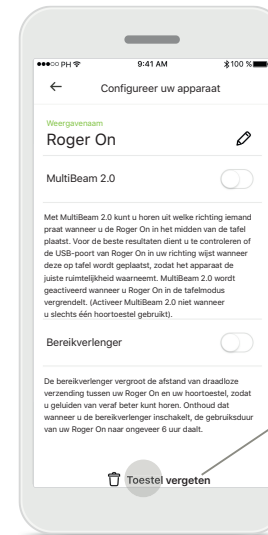 PH 9:41 AM 100 %
Configureer uw apparaat
Weergavenaam
Roger On
MultiBeam 2.0
Met MultiBeam 2.0 kunt u horen uit welke richting iemand
praat wanneer u de Roger On in het midden van de tafel
plaatst. Voor de beste resultaten dient u te controleren of
de USB-poort van Roger On in uw richting wijst wanneer
deze op tafel wordt geplaatst, zodat het apparaat de
juiste ruimtelijkheid waarneemt. MultiBeam 2.0 wordt
geactiveerd wanneer u Roger On in de tafelmodus
vergrendelt. (Activeer MultiBeam 2.0 niet wanneer
u slechts één hoortoestel gebruikt).
Bereikverlenger
De bereikverlenger vergroot de afstand van draadloze
verzending tussen uw Roger On en uw hoortoestel, zodat
u geluiden van veraf beter kunt horen. Onthoud dat
wanneer u de bereikverlenger inschakelt, de gebruiksduur
van uw Roger On naar ongeveer 6 uur daalt.
Toestel vergeten